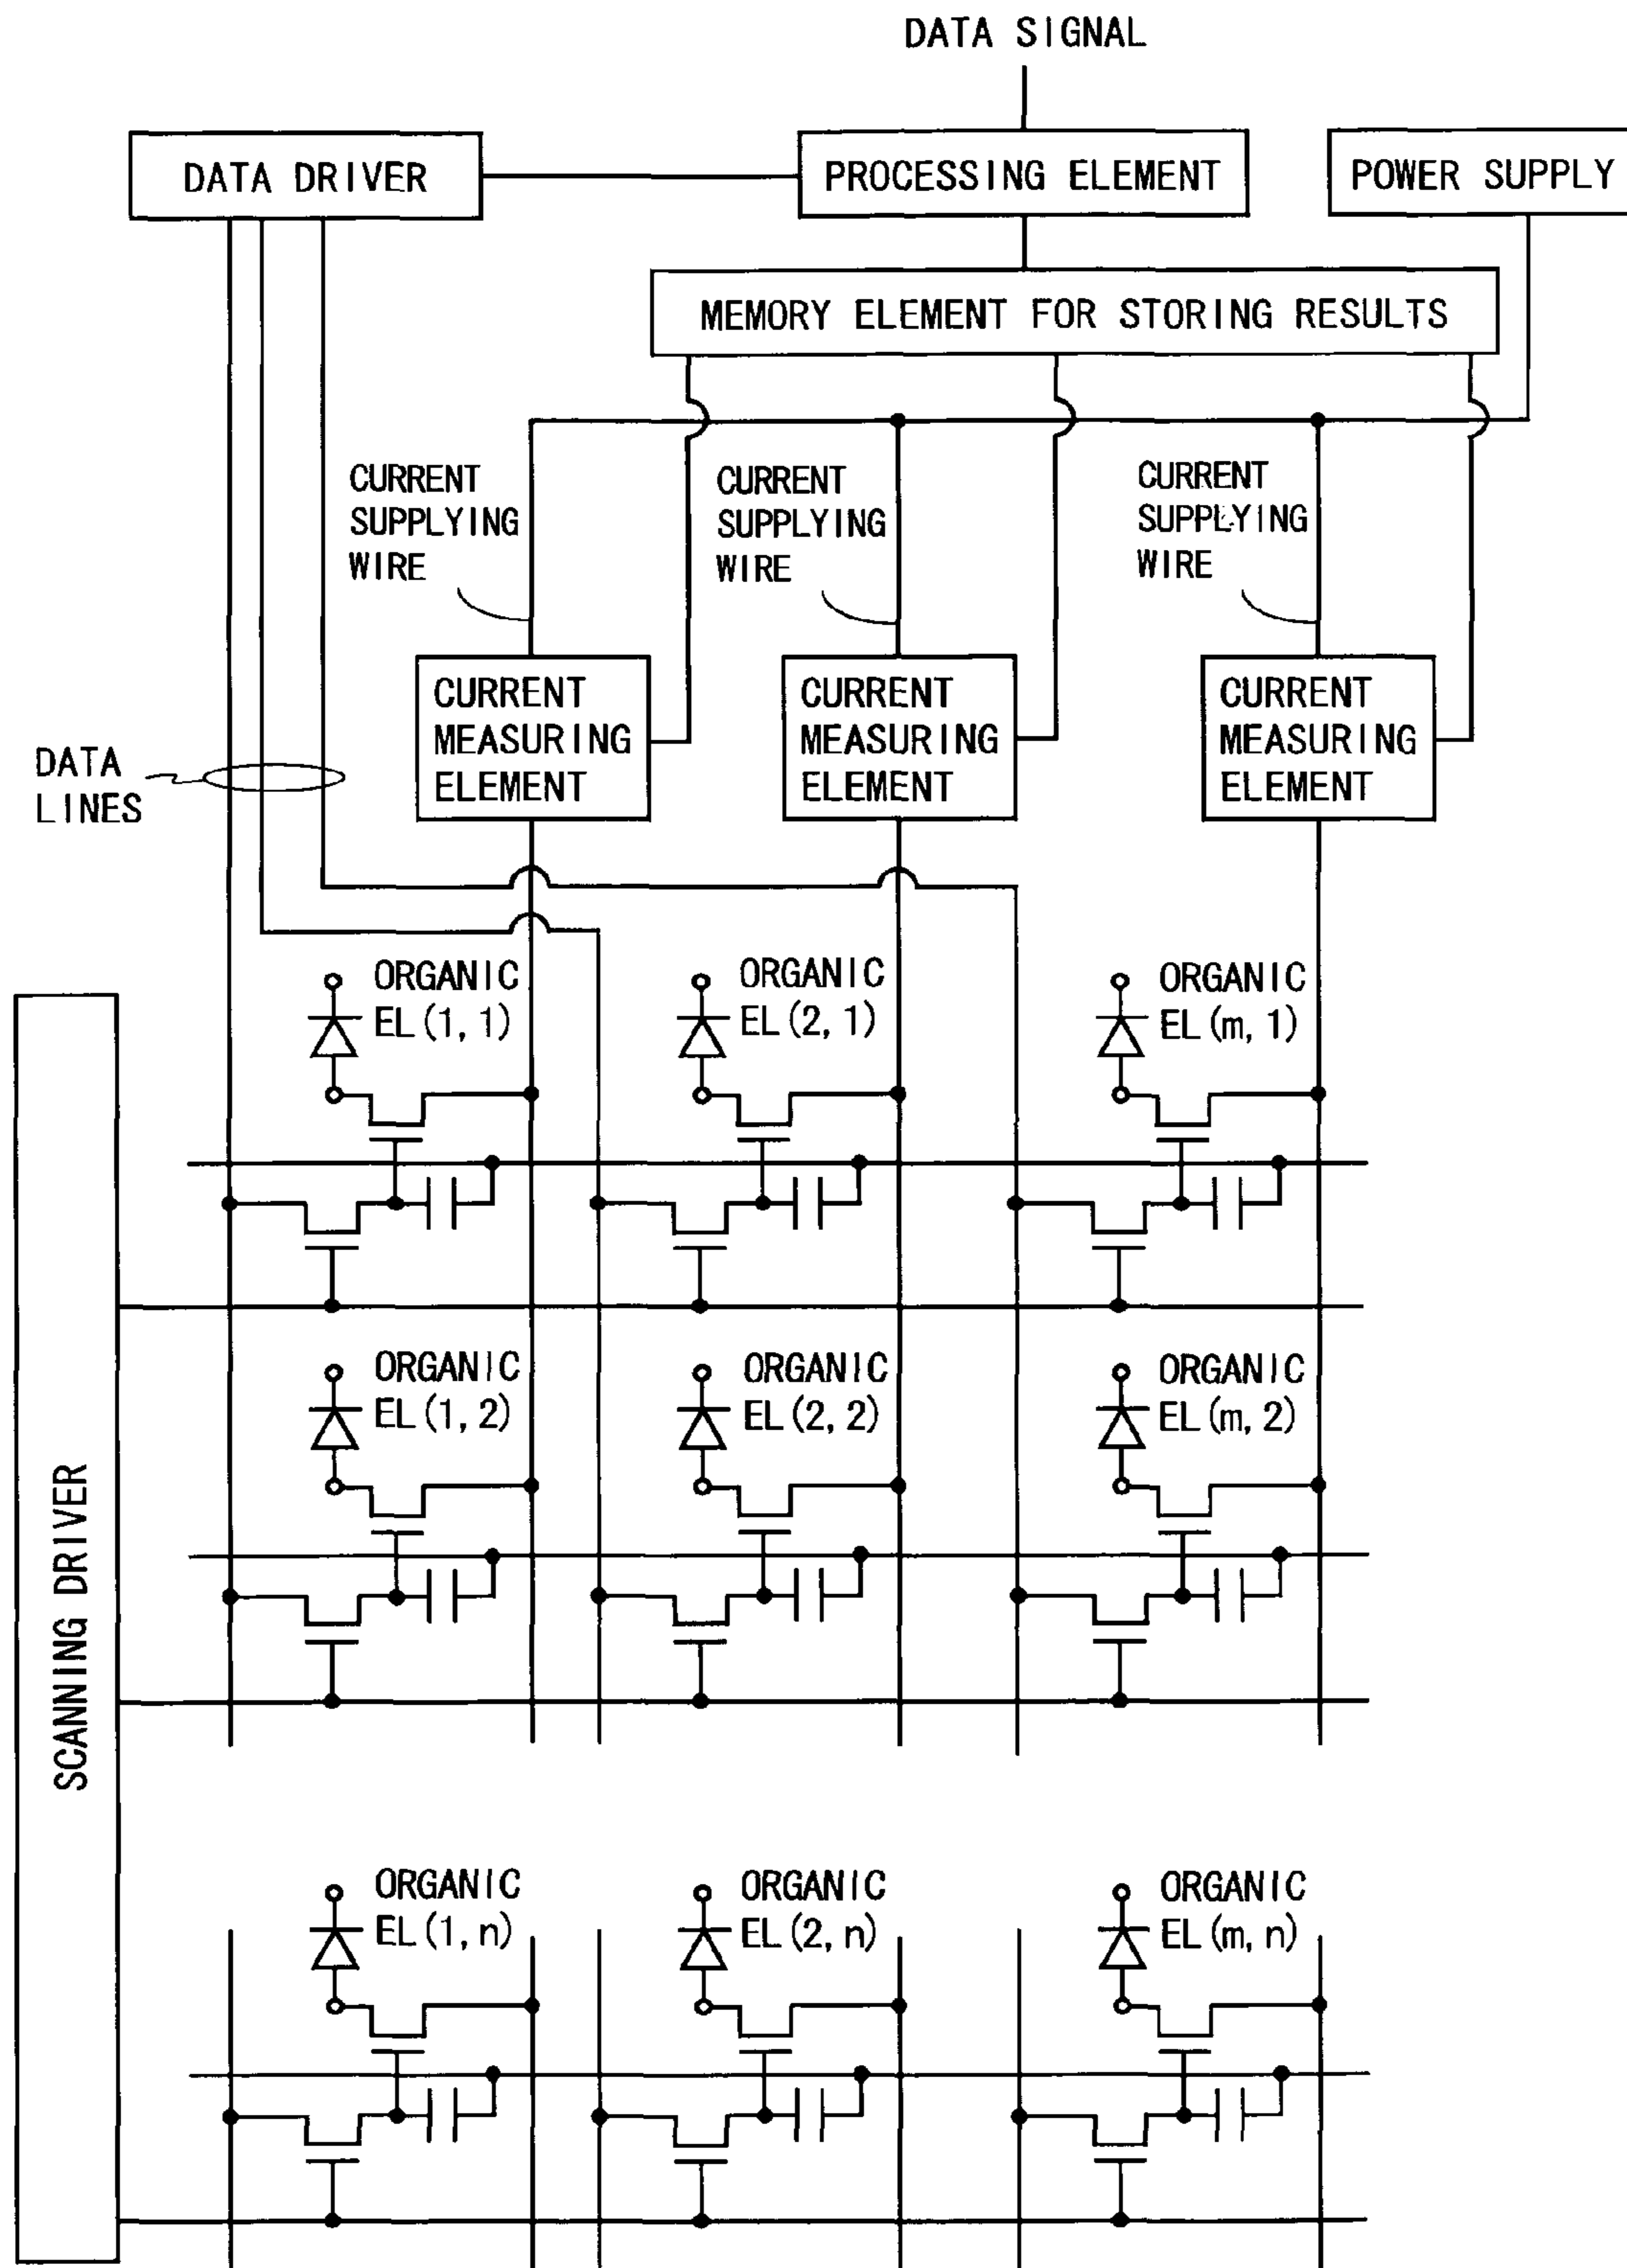 DATA SIGNAL
DATA DRIVER
PROCESSING ELEMENT
POWER SUPPLY
MEMORY ELEMENT FOR STORING RESULTS
CURRENT
SUPPLYING
WIRE
CURRENT
SUPPLYING
WIRE
CURRENT
SUPPLYING
WIRE
CURRENT
MEASURING
ELEMENT
CURRENT
MEASURING
ELEMENT
CURRENT
MEASURING
ELEMENT
DATA
LINES
ORGANIC
EL(1, 1)
ORGANIC
EL(2, 1)
ORGANIC
EL(m, 1)
ORGANIC
EL(1, 2)
ORGANIC
EL(2, 2)
ORGANIC
EL(m, 2)
SCANNING DRIVER
ORGANIC
EL(1, n)
ORGANIC
EL(2, n)
ORGANIC
EL(m, n)